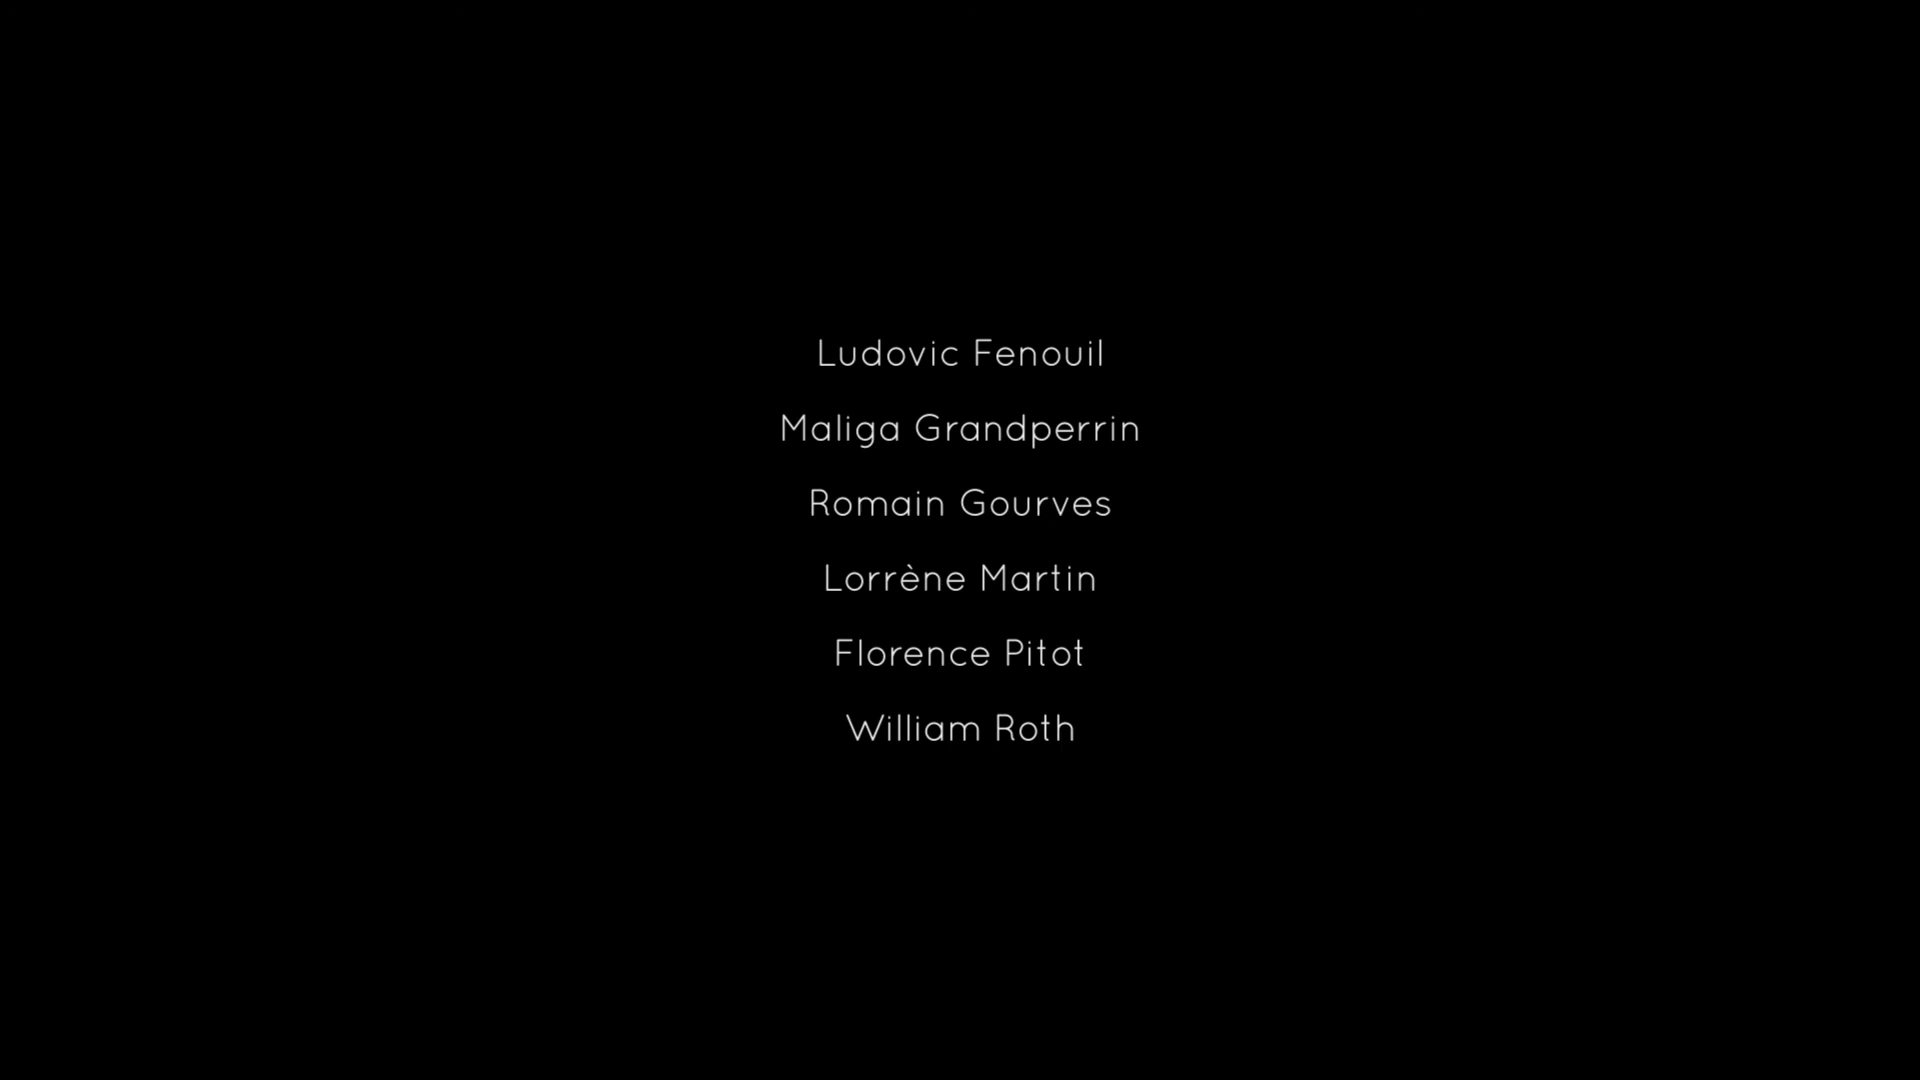 Ludovic Fenouil
Maliga Grandperrin
Romain Gourves
Lorrène Martin
Florence Pitot
William Roth